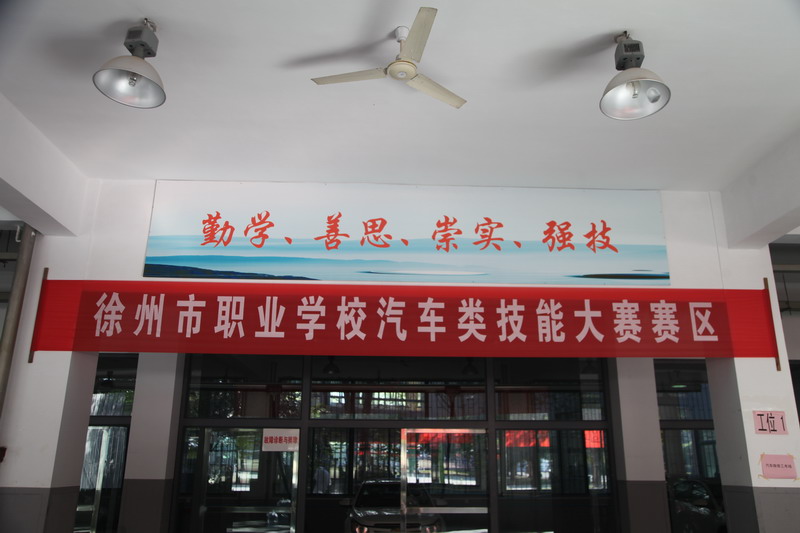 勤学、善思、崇实、强技
徐州市职业学校汽车类技能大赛赛区
工位 1